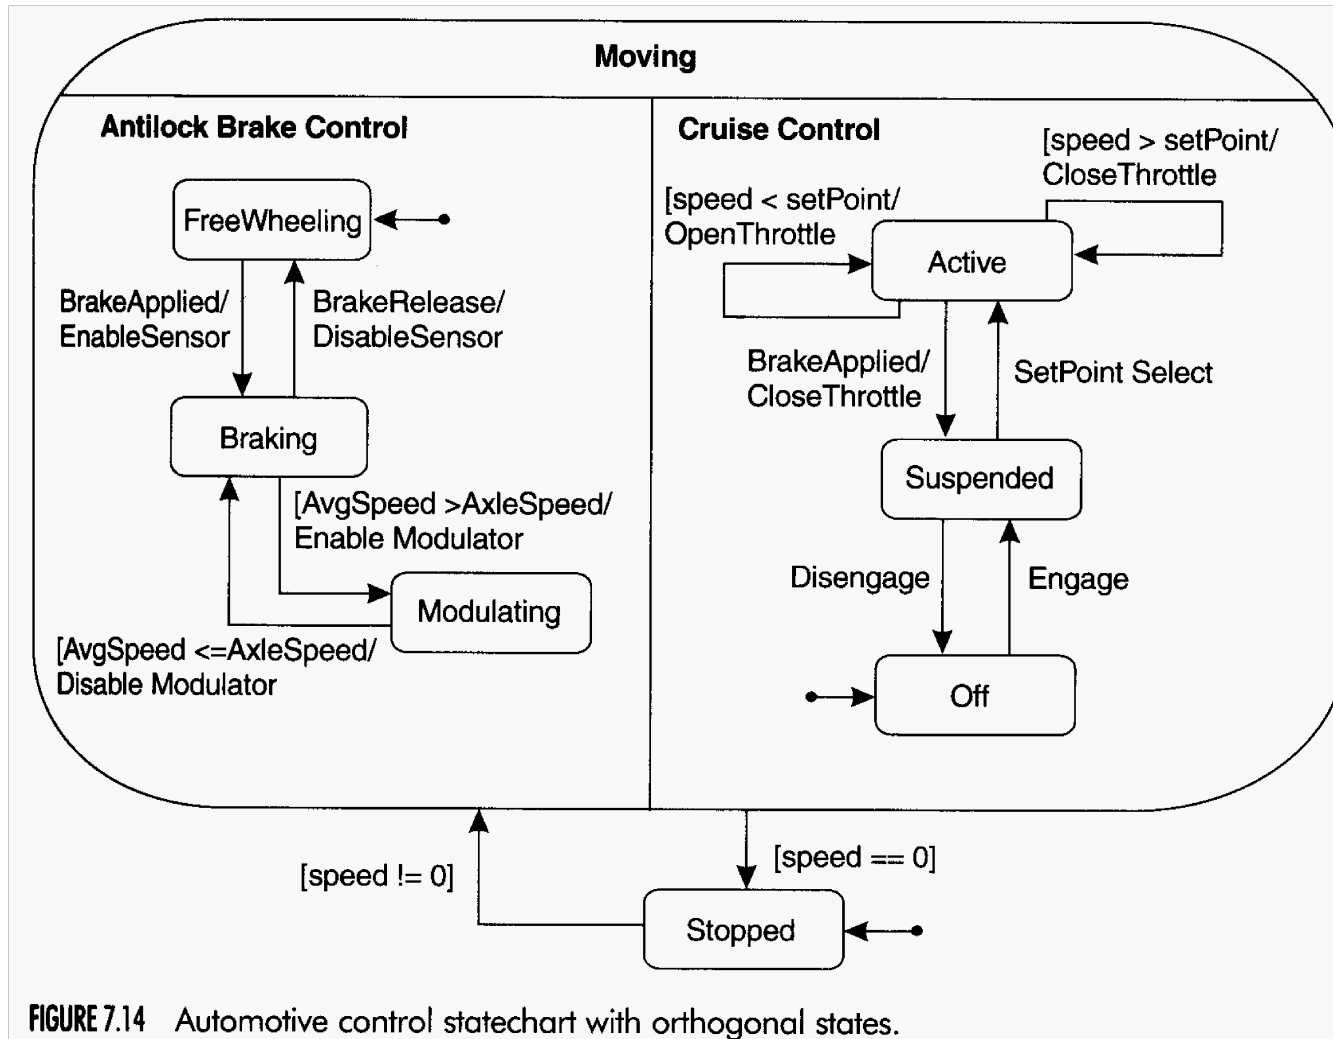 Moving
Antilock Brake Control
FreeWheeling
BrakeApplied/
EnableSensor
BrakeRelease/
DisableSensor
Braking
[AvgSpeed >AxleSpeed/
Enable Modulator
Modulating
[AvgSpeed <=AxleSpeed/
Disable Modulator
Cruise Control
[speed > setPoint/
CloseThrottle
[speed < setPoint/
OpenThrottle
Active
BrakeApplied/
CloseThrottle
SetPoint Select
Suspended
Disengage
Engage
Off
[speed != 0]
[speed == 0]
Stopped
FIGURE 7.14 Automotive control statechart with orthogonal states.